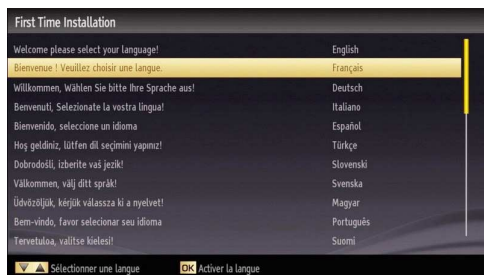 First Time Installation
Welcome please select your language! English
Bienvenue ! Veuillez choisir une langue. Français
Willkommen, Wählen Sie bitte Ihre Sprache aus! Deutsch
Benvenuti, Selezionate la vostra lingua! Italiano
Bienvenido, seleccione un idioma Español
Hoş geldiniz, lütfen dil seçimini yapınız! Türkçe
Dobrodošli, izberite vaš jezik! Slovenski
Välkommen, välj ditt språk! Svenska
Üdvözöljük, kérjük válassza ki a nyelvet! Magyar
Bem-vindo, favor selecionar seu idioma Português
Tervetuloa, valitse kielesi! Suomi
Sélectionner une langue OK Activer la langue